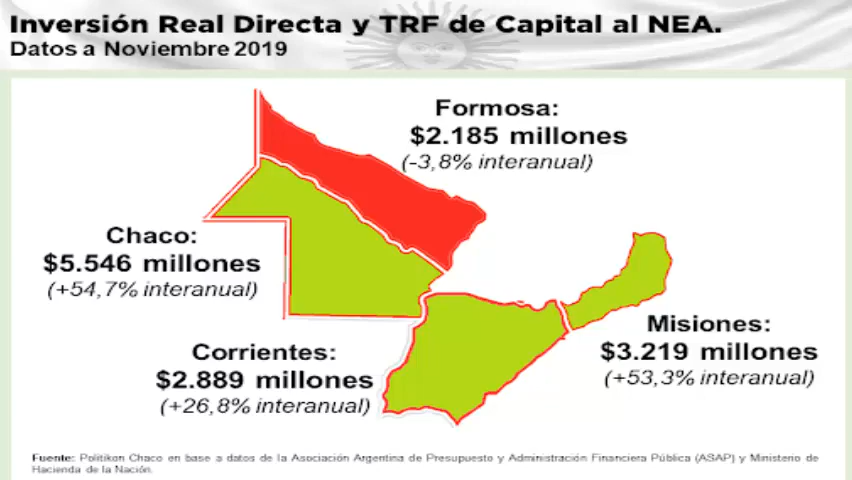 Inversión Real Directa y TRF de Capital al NEA.
Datos a Noviembre 2019
Formosa:
$2.185 millones
(-3,8% interanual)
Chaco:
$5.546 millones
(+54,7% interanual)
Misiones:
$3.219 millones
(+53,3% interanual)
Corrientes:
$2.889 millones
(+26,8% interanual)
Fuente: Politikon Chaco en base a datos de la Asociación Argentina de Presupuesto y Administración Financiera Pública (ASAP) y Ministerio de
Hacienda de la Nación.